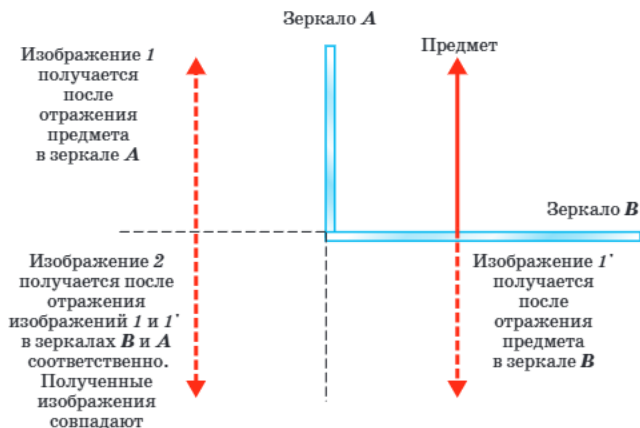 Зеркало A
Изображение 1
получается
после
отражения
предмета
в зеркале A
Предмет
Зеркало B
Изображение 2
получается после
отражения
изображений 1 и 1'
в зеркалах B и A
соответственно.
Полученные
изображения
совпадают
Изображение 1'
получается
после
отражения
предмета
в зеркале B